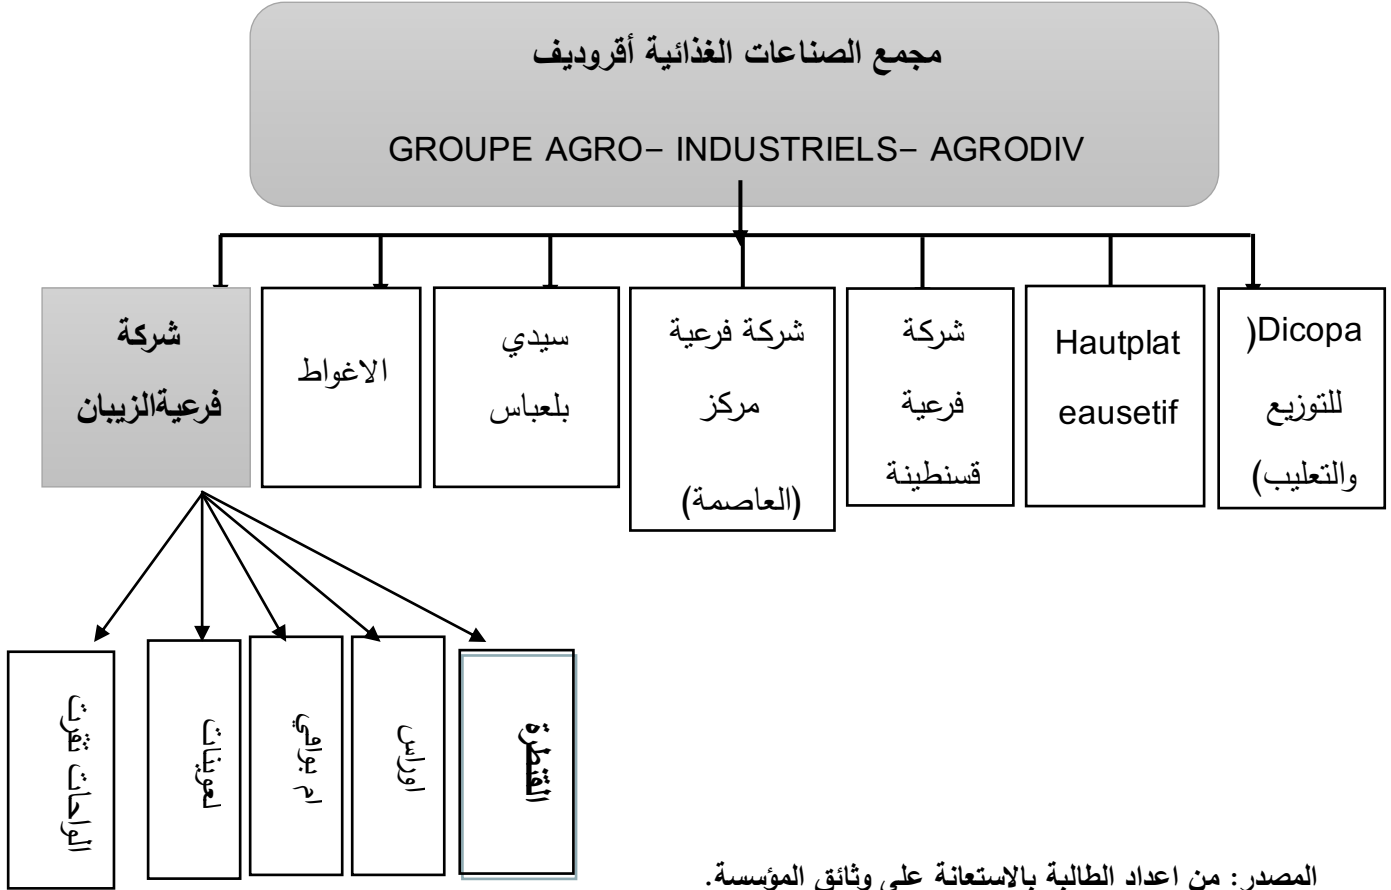 مجمع الصناعات الغذائية أقروديف
GROUPE AGRO– INDUSTRIELS– AGRODIV
Dicopa(
للتوزيع
والتعليب)
Hautplat
eausetif
شركة
فرعية
قسنطينة
شركة فرعية
مركز
(العاصمة)
سيدي
بلعباس
الاغواط
شركة
فرعيةالزيبان
القنطرة
اوراس
ام بواقي
لعوينات
الواحات تقرت
المصدر: من اعداد الطالبة بالاستعانة على وثائق المؤسسة.